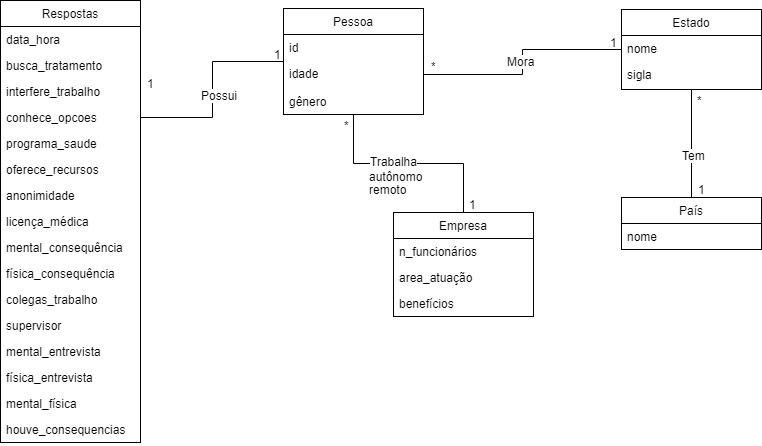 Respostas
data_hora
busca_tratamento
interfere_trabalho
conhece_opcoes
programa_saude
oferece_recursos
anonimidade
licença_médica
mental_consequência
física_consequência
colegas_trabalho
supervisor
mental_entrevista
física_entrevista
mental_física
houve_consequencias
1
Possui
1
Pessoa
id
idade
gênero
*
Mora
1
Estado
nome
sigla
*
Tem
1
País
nome
*
Trabalha
autônomo
remoto
1
Empresa
n_funcionários
area_atuação
benefícios